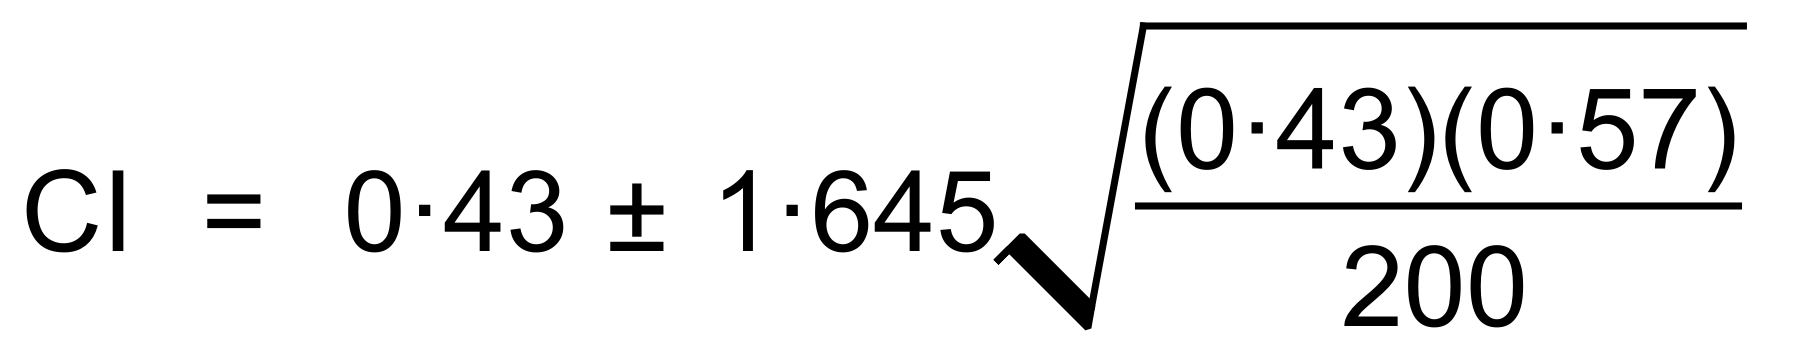 CI = 0·43 ± 1·645√((0·43)(0·57)/200)